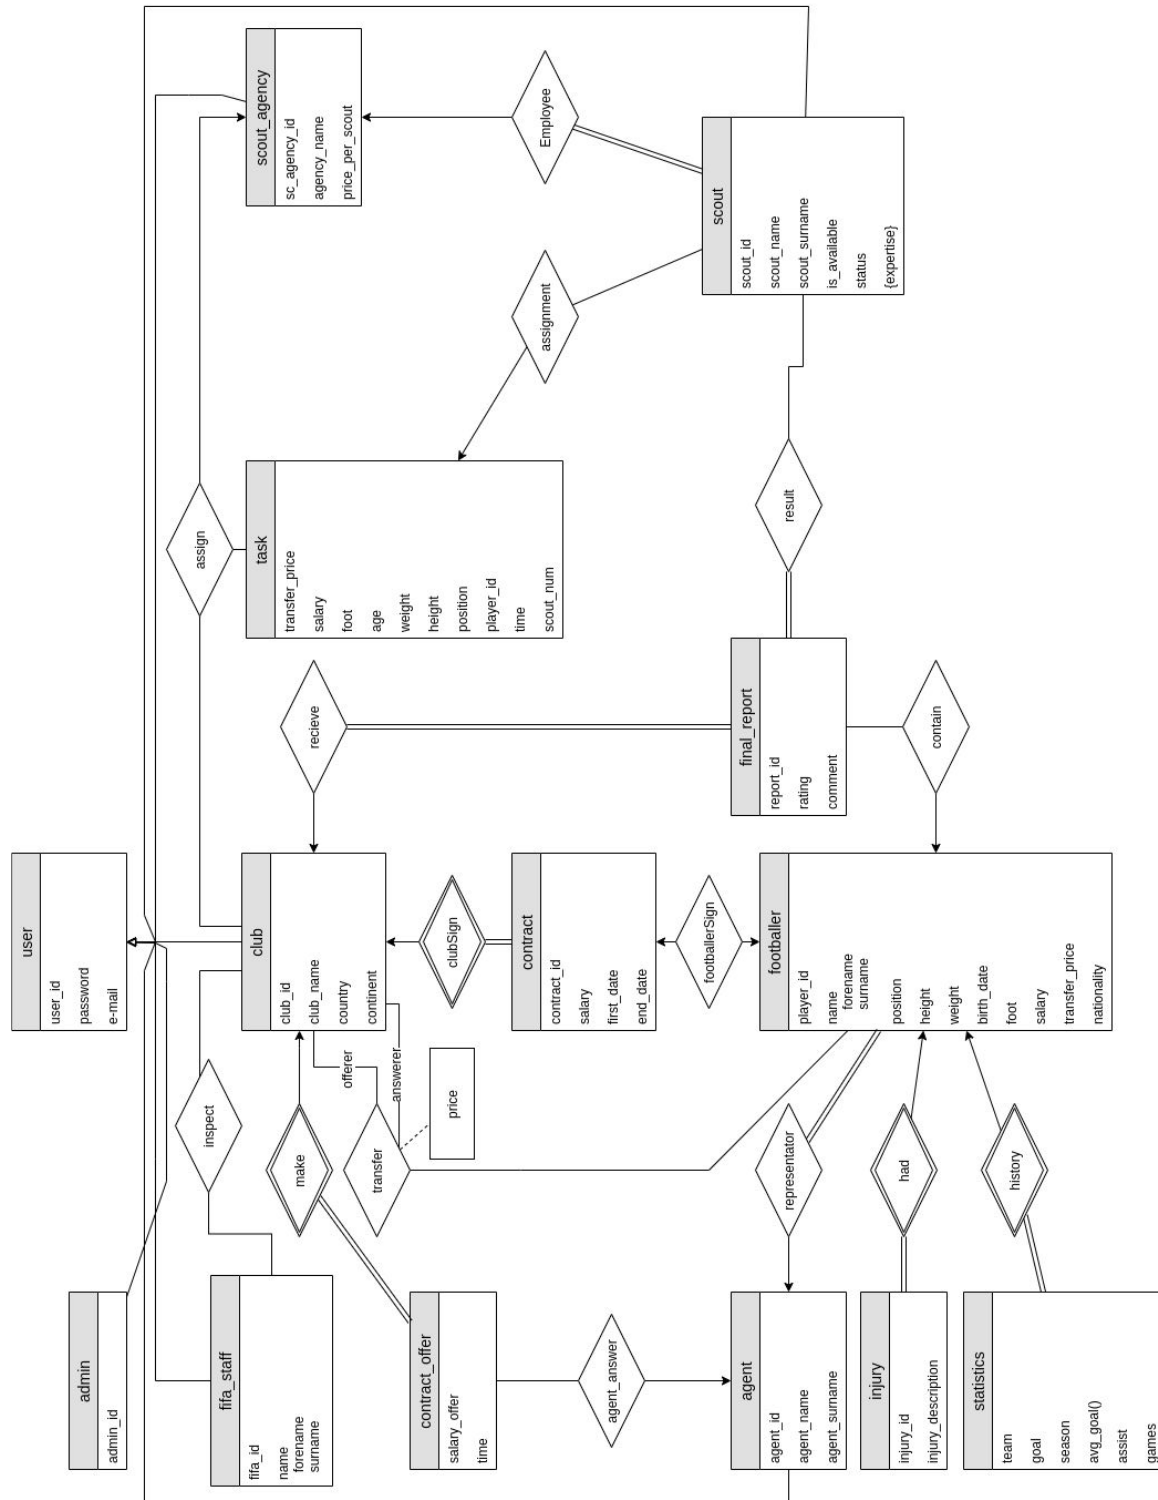 user
user_id
password
e-mail
admin
admin_id
fifa_staff
fifa_id
name
forename
surname
inspect
club
club_id
club_name
country
continent
assign
scout_agency
sc_agency_id
agency_name
price_per_scout
task
transfer_price
salary
foot
age
weight
height
position
player_id
time
scout_num
make
offerer
answerer
transfer
price
recieve
clubSign
contract_offer
salary_offer
time
contract
contract_id
salary
first_date
end_date
assignment
Employee
agent_answer
footballerSign
scout
scout_id
scout_name
scout_surname
is_available
status
{expertise}
result
final_report
report_id
rating
comment
contain
representator
agent
agent_id
agent_name
agent_surname
footballer
player_id
name
forename
surname
position
height
weight
birth_date
foot
salary
transfer_price
nationality
had
injury
injury_id
injury_description
history
statistics
team
goal
season
avg_goal()
assist
games